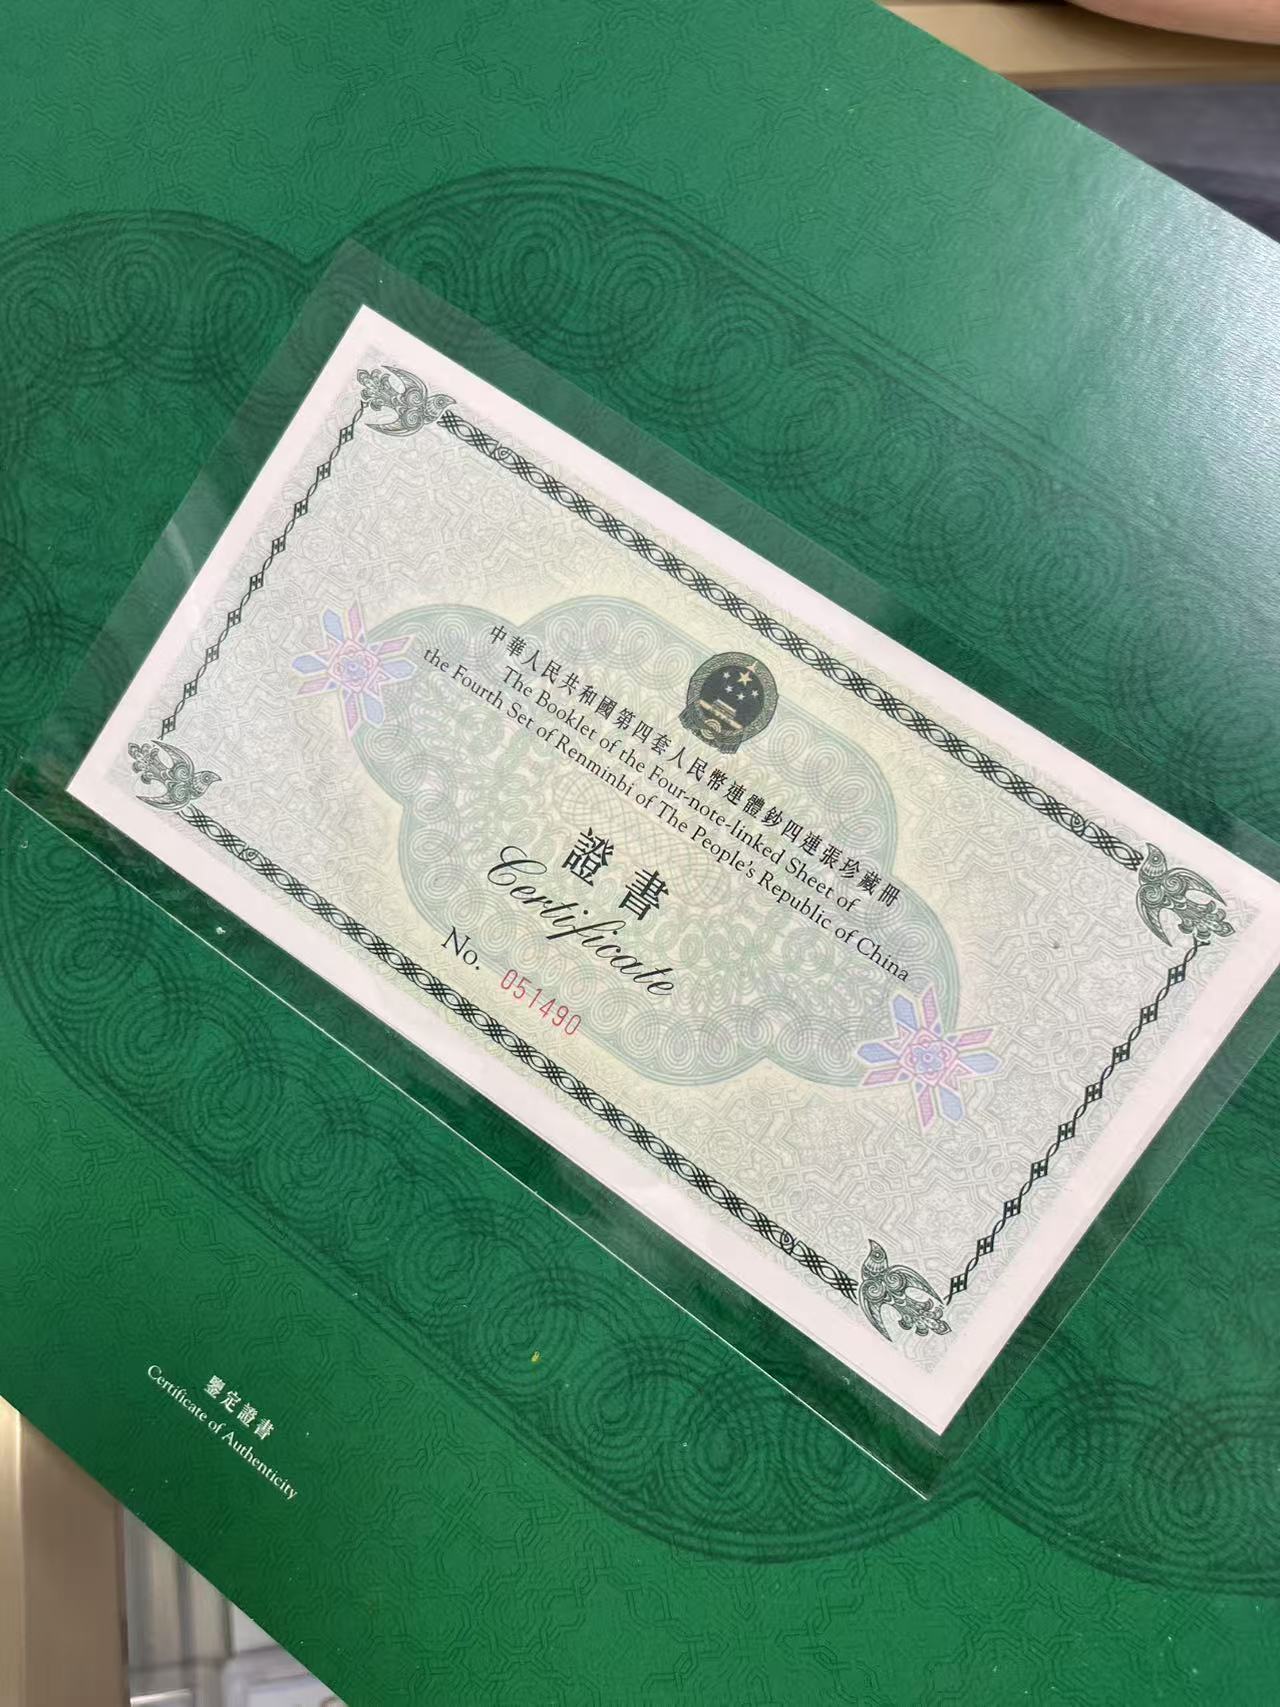 中華人民共和國第四套人民幣連體鈔四連張珍藏冊
The Booklet of the Four-note-linked Sheet of
the Fourth Set of Renminbi of The People's Republic of China
證書
Certificate
No. 051490
鑒定證書
Certificate of Authenticity